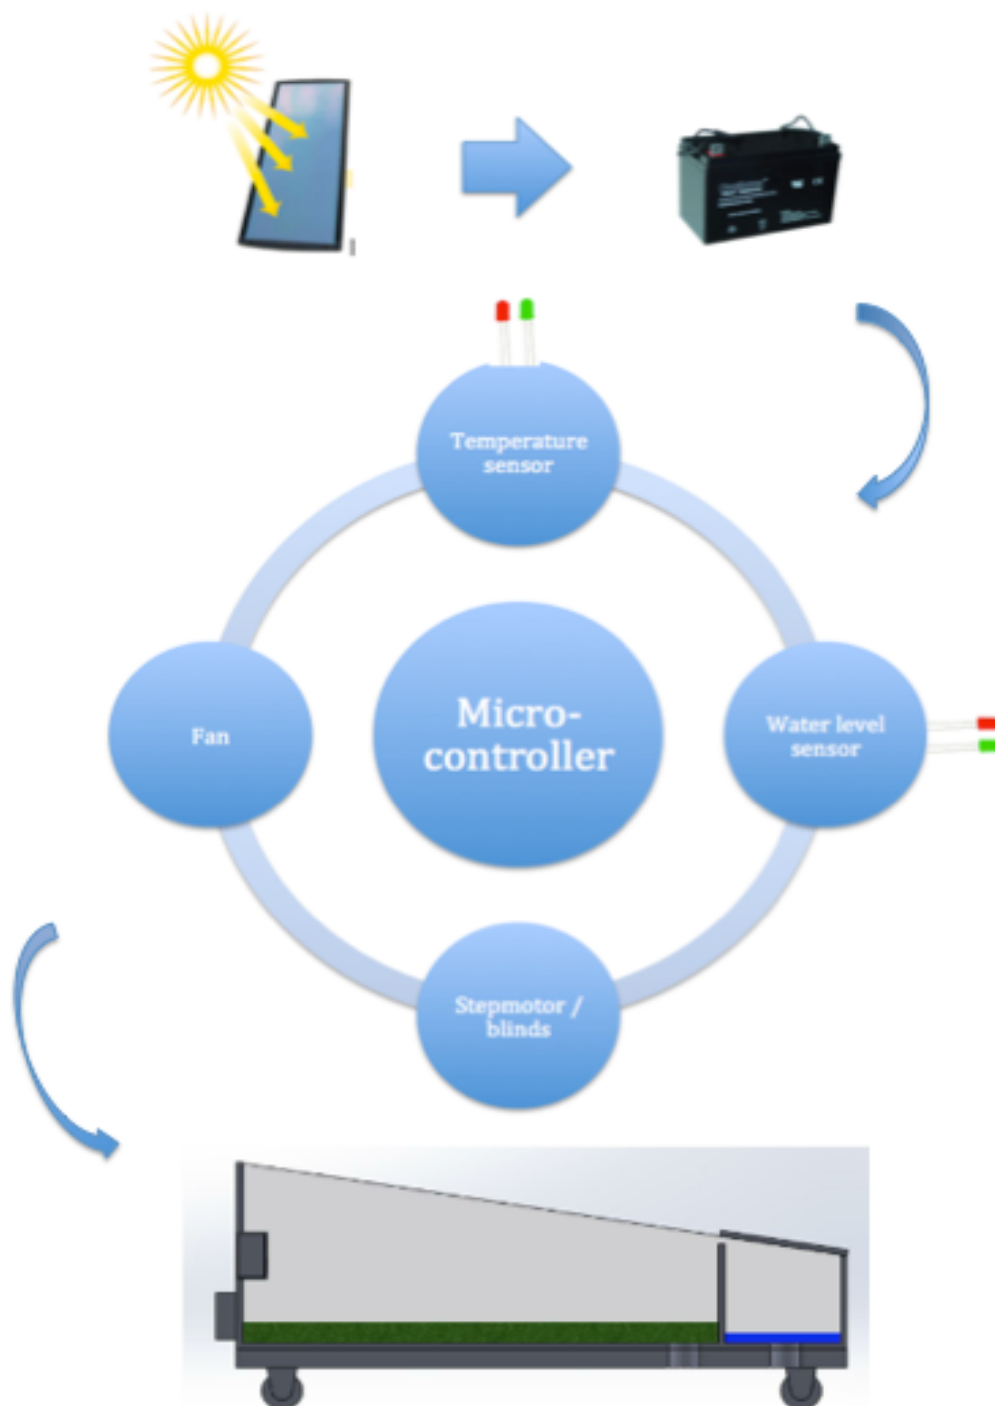 Temperature
sensor
Micro-
controller
Fan
Water level
sensor
Stepmotor /
blinds